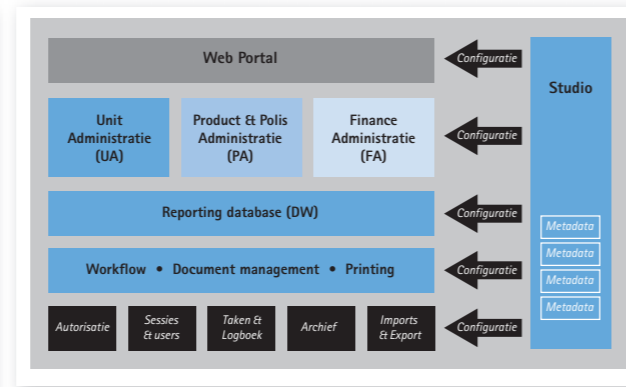 Web Portal
Configuratie
Studio
Unit
Administratie
(UA)
Product & Polis
Administratie
(PA)
Finance
Administratie
(FA)
Configuratie
Reporting database (DW)
Configuratie
Metadata
Metadata
Metadata
Metadata
Workflow • Document management • Printing
Configuratie
Autorisatie
Sessies
& users
Taken &
Logboek
Archief
Imports
& Export
Configuratie